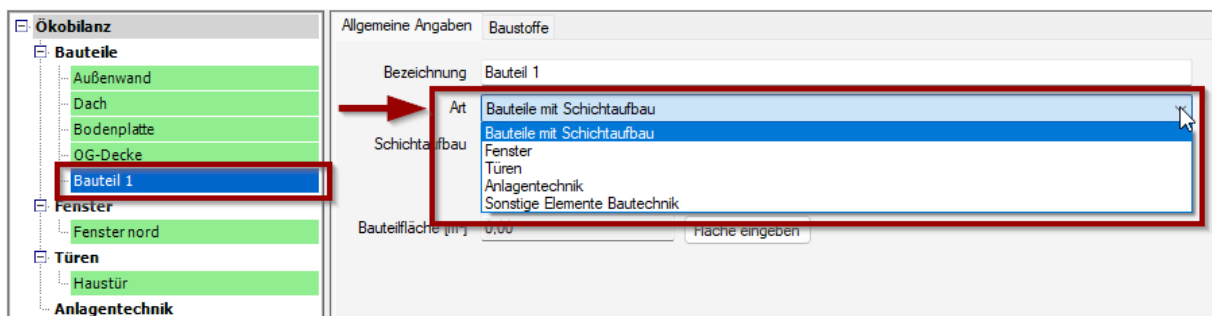 Ökobilanz
Bauteile
Außenwand
Dach
Bodenplatte
OG-Decke
Bauteil 1
Fenster
Fenster nord
Türen
Haustür
Anlagentechnik
Allgemeine Angaben Baustoffe
Bezeichnung Bauteil 1
Art Bauteile mit Schichtaufbau
Schichtaufbau
Bauteile mit Schichtaufbau
Fenster
Türen
Anlagentechnik
Sonstige Elemente Bautechnik
Bauteilfläche [m²] 0,00 Fläche eingeben